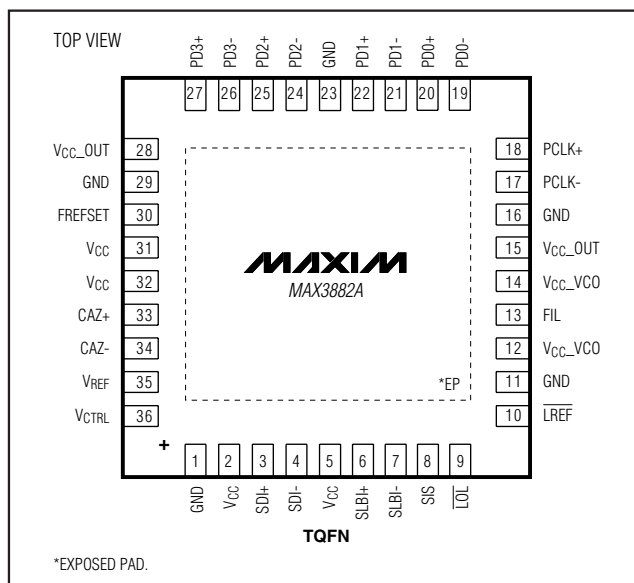 TOP VIEW
PD3+ PD3- PD2+ PD2- GND PD1+ PD1- PD0+ PD0-
27 26 25 24 23 22 21 20 19
VCC_OUT 28
GND 29
FREFSET 30
VCC 31
VCC 32
CAZ+ 33
CAZ- 34
VREF 35
VCTRL 36
MAXIM
MAX3882A
*EP
18 PCLK+
17 PCLK-
16 GND
15 VCC_OUT
14 VCC_VCO
13 FIL
12 VCC_VCO
11 GND
10 LREF
+
1 2 3 4 5 6 7 8 9
GND VCC SDI+ SDI- VCC SLBI+ SLBI- SIS LOL
TQFN
*EXPOSED PAD.